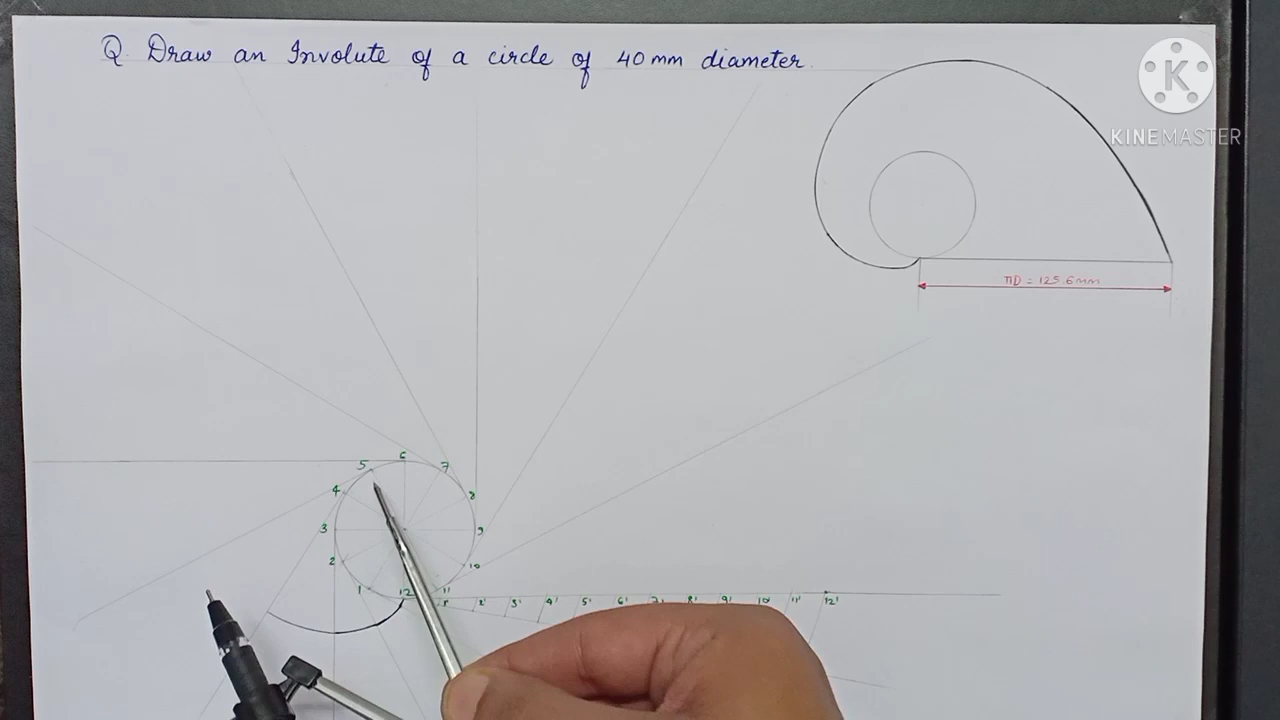 Q. Draw an Involute of a circle of 40 mm diameter.
K
KINEMASTER
πD = 125.6mm
6
5
7
4
8
3
9
2
10
1
12
11
1' 2' 3' 4' 5' 6' 7' 8' 9' 10' 11' 12'